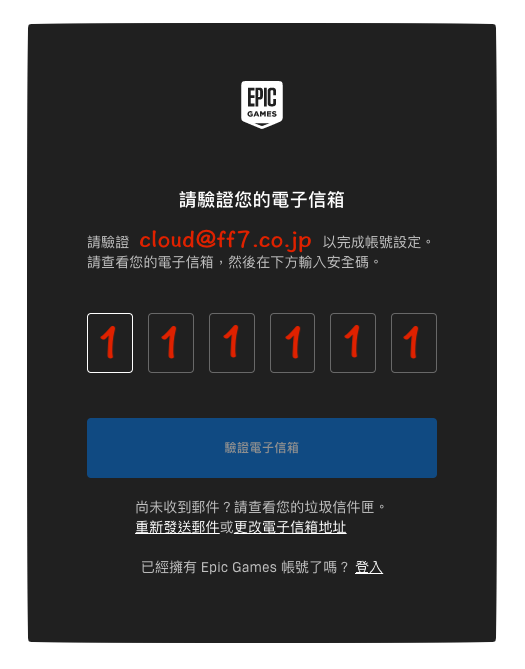 EPIC
GAMES
請驗證您的電子信箱
請驗證 cloud@ff7.co.jp 以完成帳號設定。
請查看您的電子信箱，然後在下方輸入安全碼。
1 1 1 1 1 1
驗證電子信箱
尚未收到郵件？請查看您的垃圾信件匣。
重新發送郵件或更改電子信箱地址
已經擁有 Epic Games 帳號了嗎？ 登入